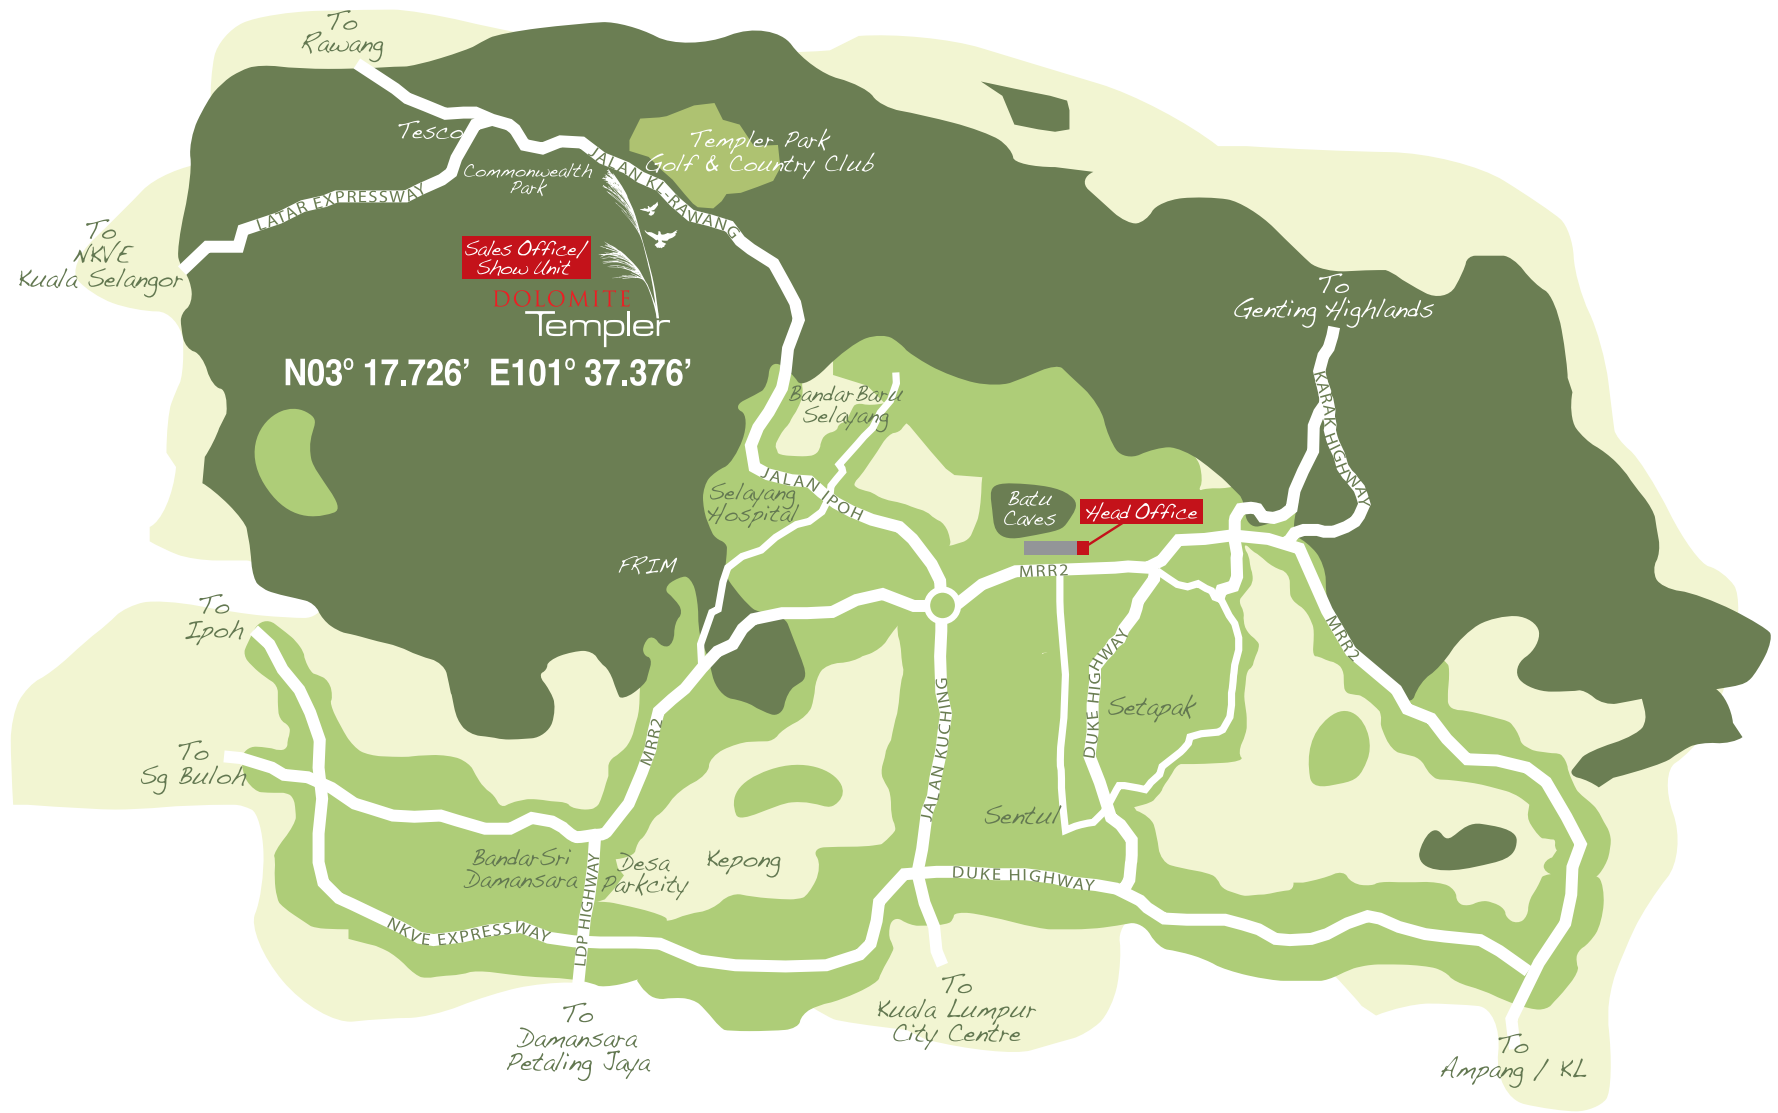 To
Rawang
Tesco
Commonwealth
Park
Templer Park
Golf & Country Club
JALAN KL-RAWANG
LATAR EXPRESSWAY
To
NKVE
Kuala Selangor
Sales Office/
Show Unit
DOLOMITE
Templer
N03° 17.726' E101° 37.376'
To
Genting Highlands
KARAK HIGHWAY
Bandar Baru
Selayang
JALAN IPOH
Selayang
Hospital
Batu
Caves
Head Office
FRIM
MRR2
To
Ipoh
MRR2
DUKE HIGHWAY
Setapak
JALAN KUCHING
MRR2
To
Sg Buloh
Sentul
Bandar Sri
Damansara
Desa
Parkcity
Kepong
DUKE HIGHWAY
LDP HIGHWAY
NKVE EXPRESSWAY
To
Kuala Lumpur
City Centre
To
Damansara
Petaling Jaya
To
Ampang / KL